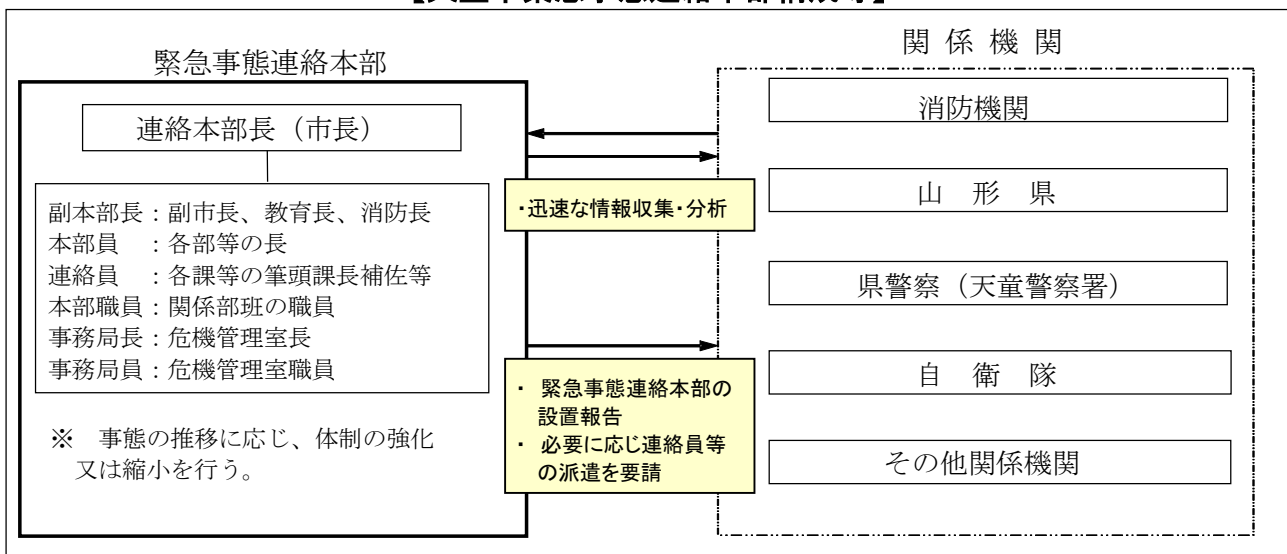 緊急事態連絡本部
連絡本部長（市長）
副本部長：副市長、教育長、消防長
本部員　：各部等の長
連絡員　：各課等の筆頭課長補佐等
本部職員：関係部班の職員
事務局長：危機管理室長
事務局員：危機管理室職員
※　事態の推移に応じ、体制の強化
又は縮小を行う。
・迅速な情報収集・分析
・　緊急事態連絡本部の
設置報告
・　必要に応じ連絡員等
の派遣を要請
関 係 機 関
消防機関
山　形　県
県警察（天童警察署）
自　衛　隊
その他関係機関